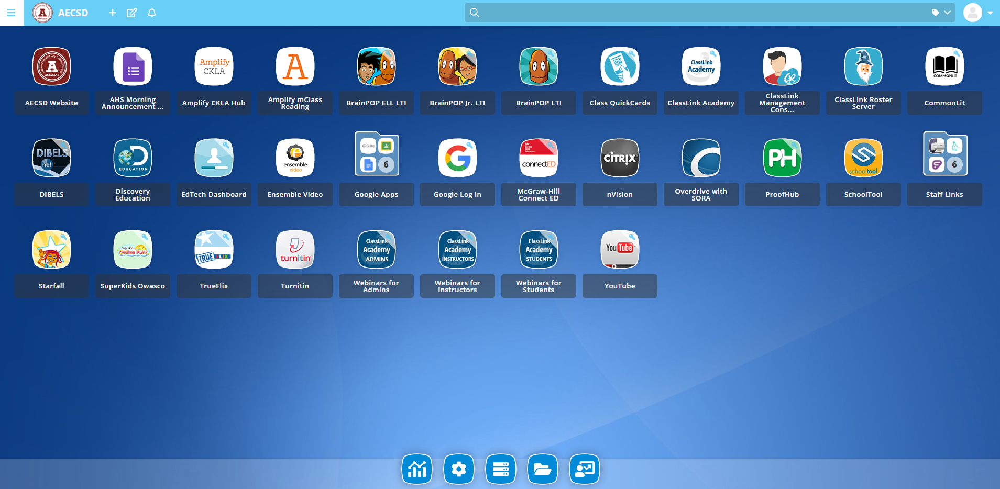 AECSD
AECSD Website
AHS Morning
Announcement ...
Amplify
CKLA
Amplify CKLA Hub
A
Amplify mClass
Reading
BrainPOP ELL LTI
BrainPOP Jr. LTI
BrainPOP LTI
Class QuickCards
ClassLink
Academy
ClassLink Academy
ClassLink
Management
Cons...
ClassLink Roster
Server
COMMONLIT
CommonLit
DIBELS
net
DIBELS
EDUCATION
Discovery
Education
EdTech Dashboard
ensemble
video
Ensemble Video
G Suite
6
Google Apps
G
Google Log In
Mc
Graw
Hill
Education
connectED
McGraw-Hill
Connect ED
CITRIX
nVision
Overdrive with
SORA
PH
ProofHub
schooltool
SchoolTool
6
Staff Links
Starfall
Superkids
Online Fun!
SuperKids Owasco
TRUE FLIX
TrueFlix
turnitin
Turnitin
ClassLink
Academy
ADMINS
Webinars for
Admins
ClassLink
Academy
INSTRUCTORS
Webinars for
Instructors
ClassLink
Academy
STUDENTS
Webinars for
Students
YouTube
YouTube